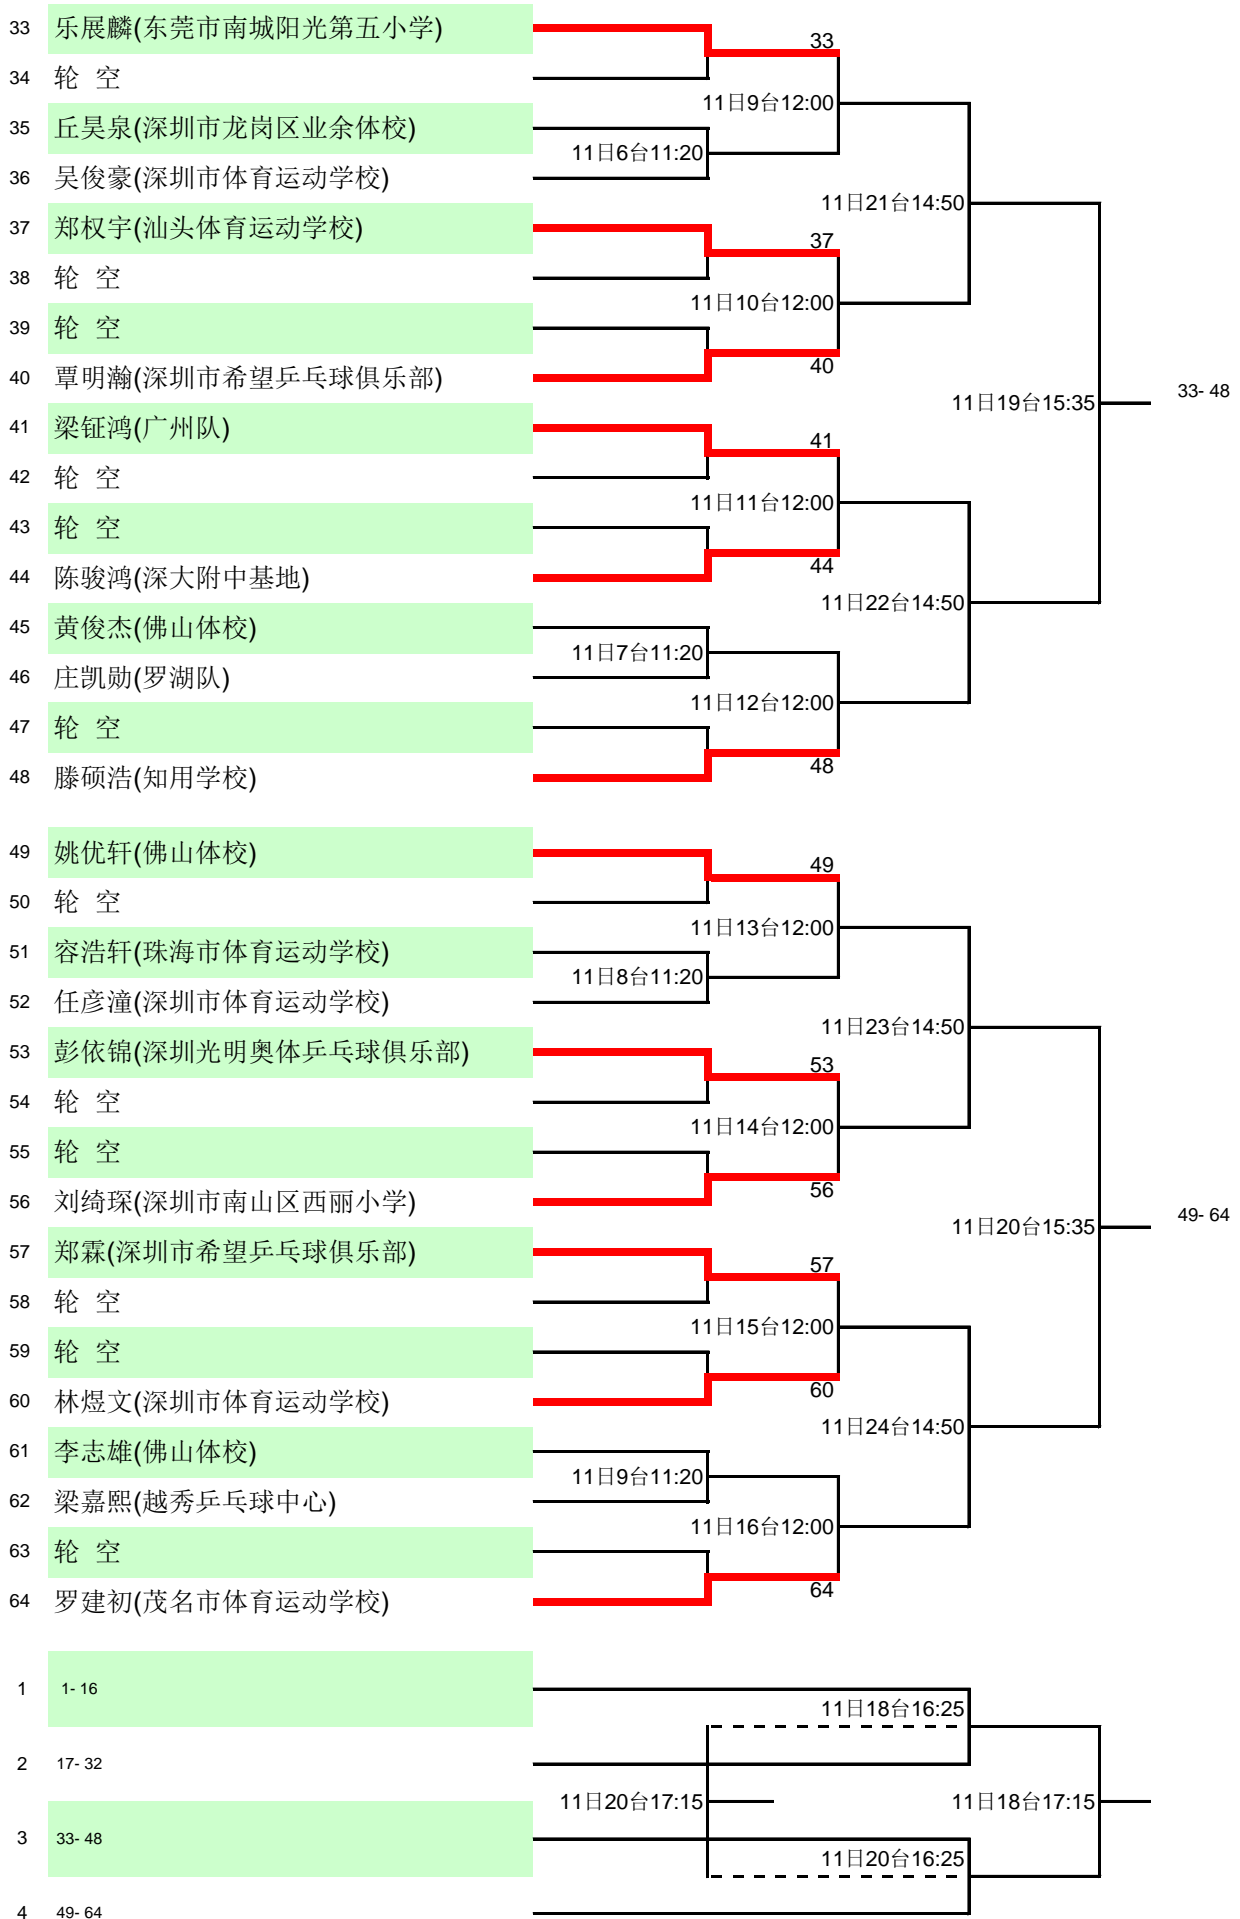 33 乐展麟(东莞市南城阳光第五小学)
33
34 轮 空
11日9台12:00
35 丘昊泉(深圳市龙岗区业余体校)
11日6台11:20
36 吴俊豪(深圳市体育运动学校)
11日21台14:50
37 郑权宇(汕头体育运动学校)
37
38 轮 空
11日10台12:00
39 轮 空
40
40 覃明瀚(深圳市希望乒乓球俱乐部)
11日19台15:35
33- 48
41 梁钲鸿(广州队)
41
42 轮 空
11日11台12:00
43 轮 空
44
44 陈骏鸿(深大附中基地)
11日22台14:50
45 黄俊杰(佛山体校)
11日7台11:20
46 庄凯勋(罗湖队)
11日12台12:00
47 轮 空
48
48 滕硕浩(知用学校)
49 姚优轩(佛山体校)
49
50 轮 空
11日13台12:00
51 容浩轩(珠海市体育运动学校)
11日8台11:20
52 任彦潼(深圳市体育运动学校)
11日23台14:50
53 彭依锦(深圳光明奥体乒乓球俱乐部)
53
54 轮 空
11日14台12:00
55 轮 空
56
56 刘绮琛(深圳市南山区西丽小学)
11日20台15:35
49- 64
57 郑霖(深圳市希望乒乓球俱乐部)
57
58 轮 空
11日15台12:00
59 轮 空
60
60 林煜文(深圳市体育运动学校)
11日24台14:50
61 李志雄(佛山体校)
11日9台11:20
62 梁嘉熙(越秀乒乓球中心)
11日16台12:00
63 轮 空
64
64 罗建初(茂名市体育运动学校)
1 1- 16
11日18台16:25
2 17- 32
11日20台17:15
11日18台17:15
3 33- 48
11日20台16:25
4 49- 64